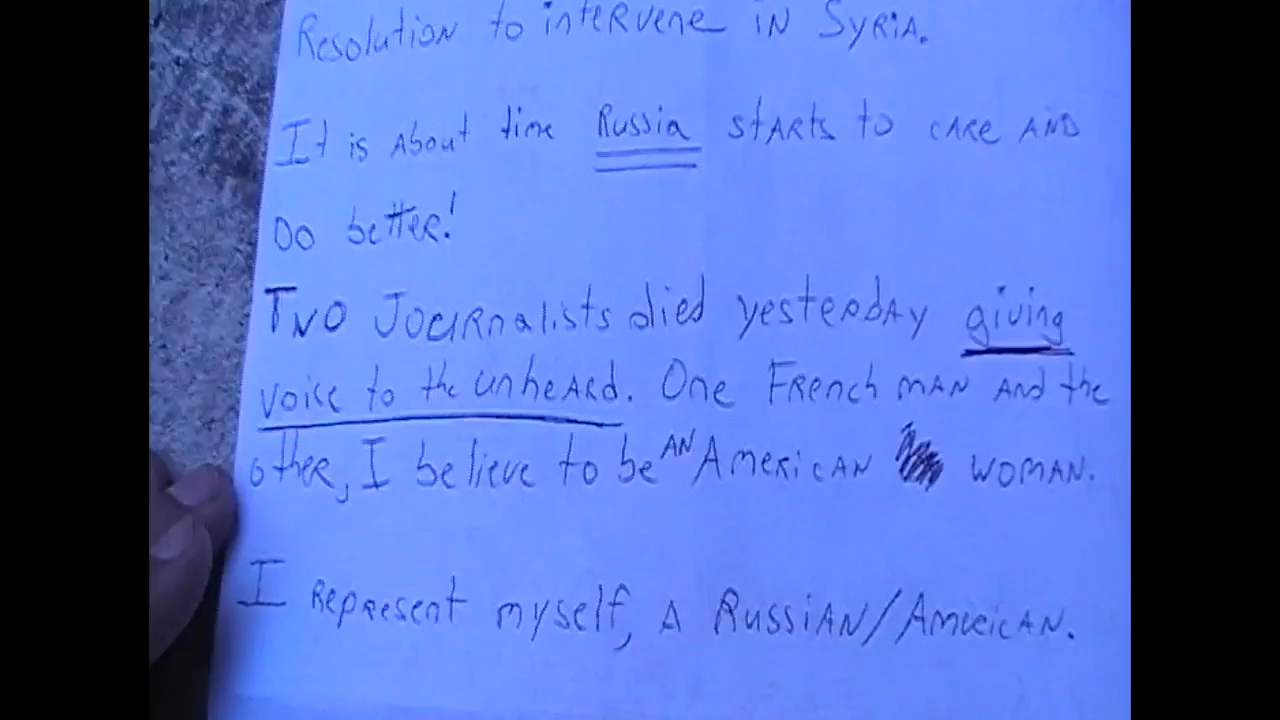 Resolution to intervene in Syria.
It is About time Russia starts to care and
Do better!
Two Journalists died yesterday giving
voice to the unheard. One French man and the
other, I believe to be an American woman.
I represent myself, a Russian/American.